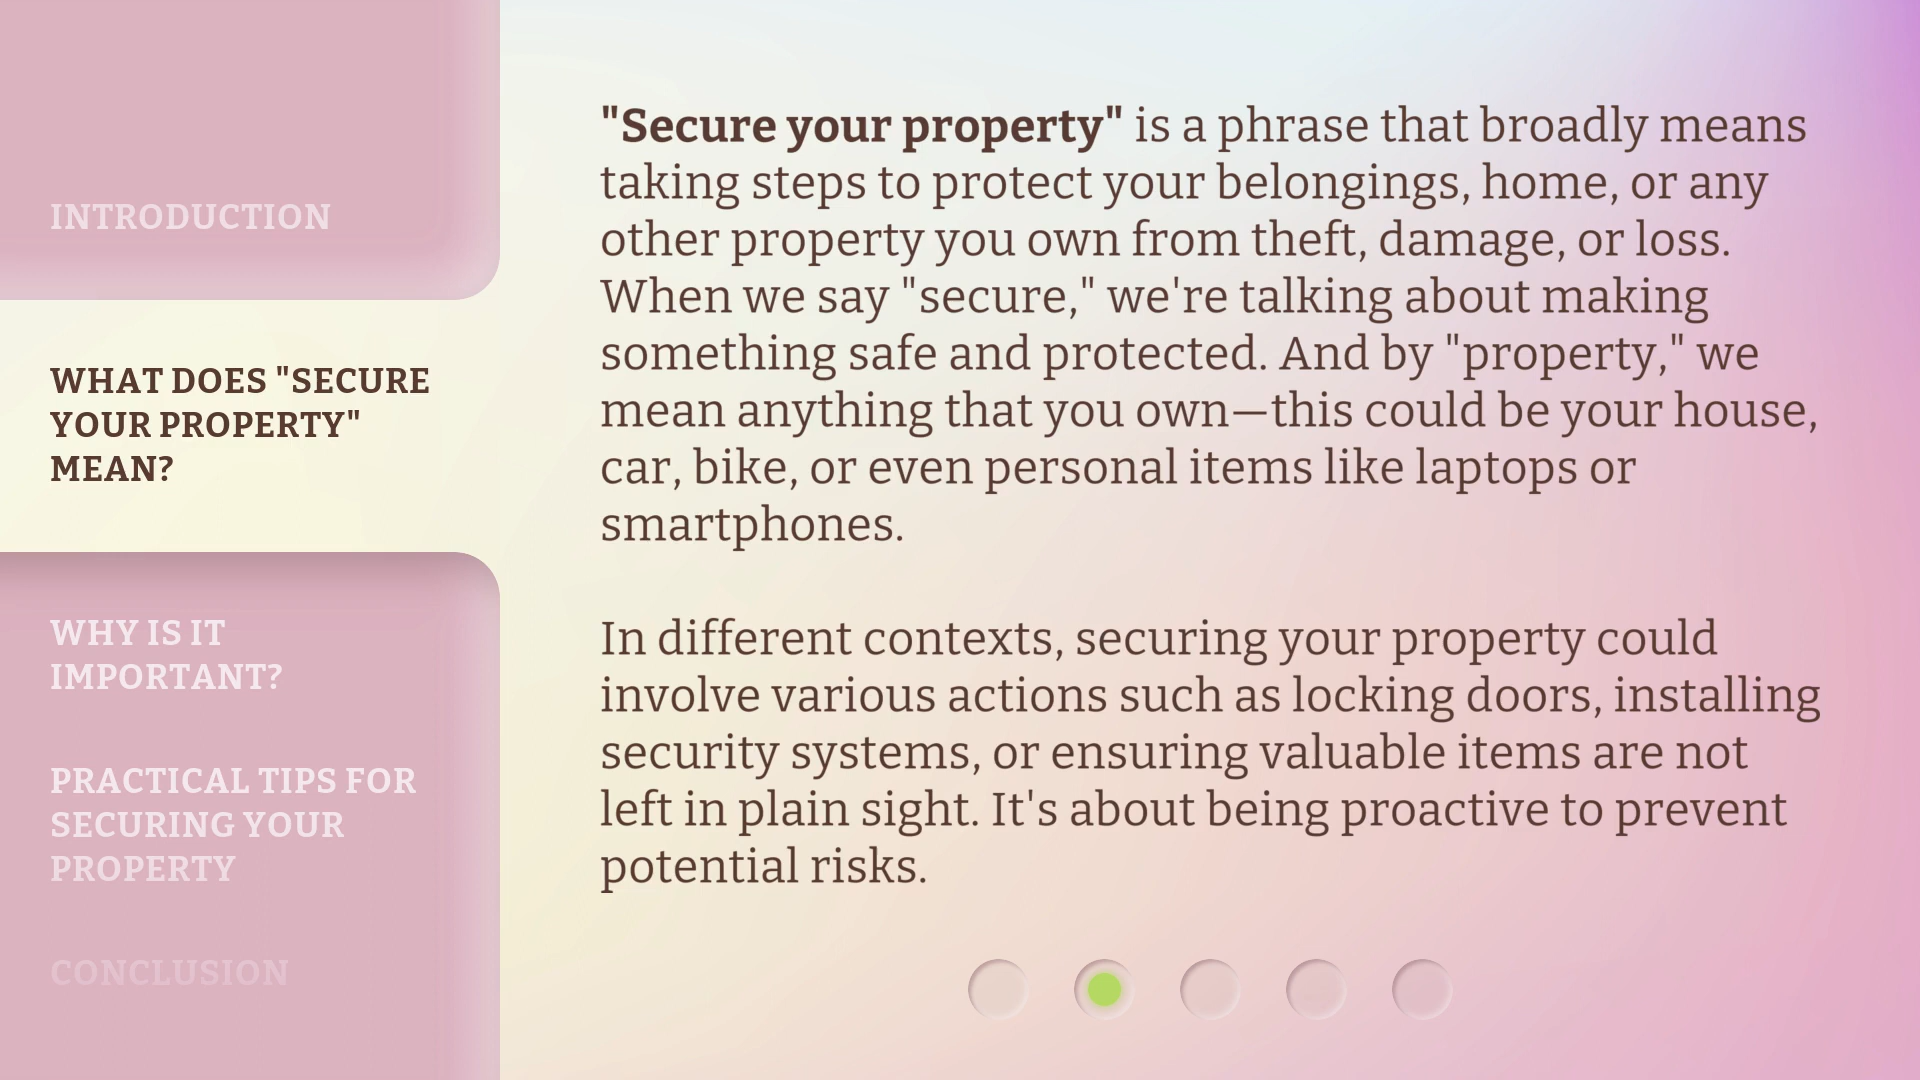 INTRODUCTION
WHAT DOES "SECURE
YOUR PROPERTY"
MEAN?
WHY IS IT
IMPORTANT?
PRACTICAL TIPS FOR
SECURING YOUR
PROPERTY
CONCLUSION
"Secure your property" is a phrase that broadly means
taking steps to protect your belongings, home, or any
other property you own from theft, damage, or loss.
When we say "secure," we're talking about making
something safe and protected. And by "property," we
mean anything that you own—this could be your house,
car, bike, or even personal items like laptops or
smartphones.
In different contexts, securing your property could
involve various actions such as locking doors, installing
security systems, or ensuring valuable items are not
left in plain sight. It's about being proactive to prevent
potential risks.